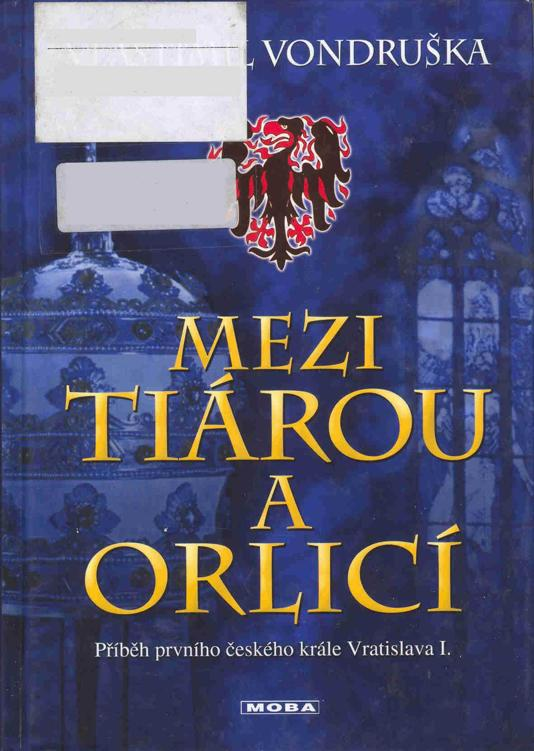 VONDRUŠKA
MEZI
TIÁROU
A
ORLICÍ
Příběh prvního českého krále Vratislava I.
MOBA